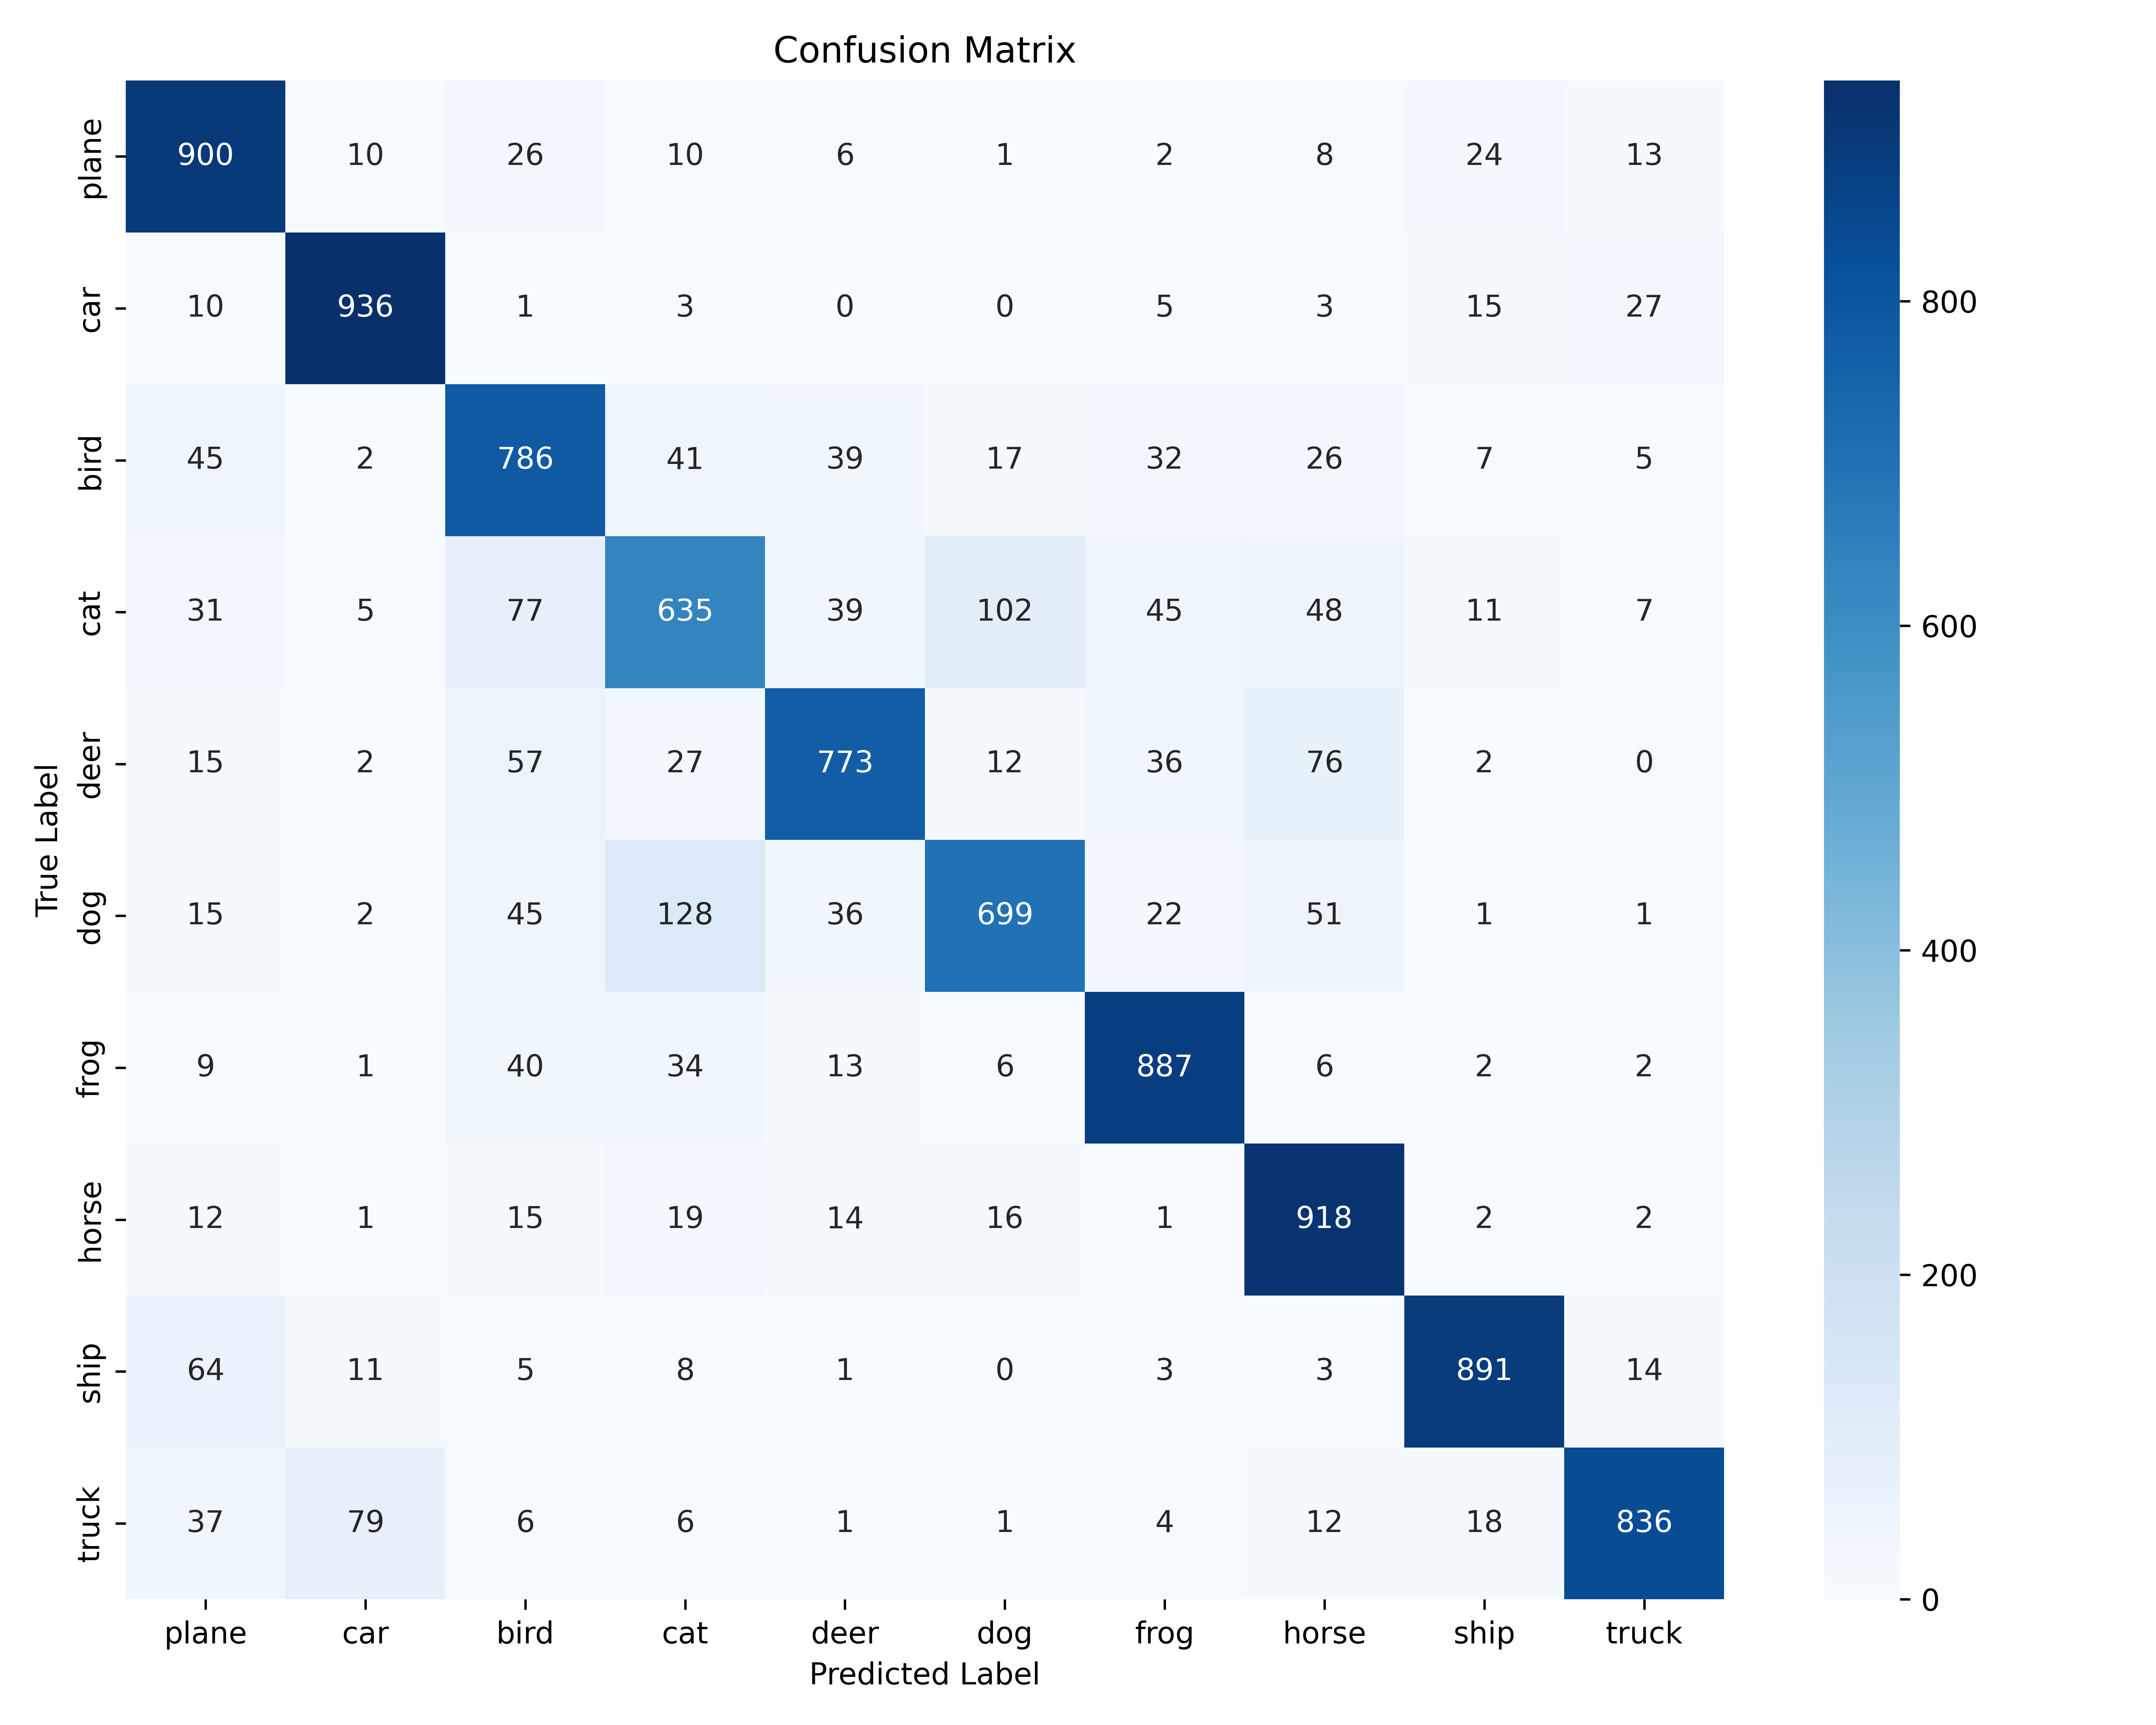 Confusion Matrix
plane 900 10 26 10 6 1 2 8 24 13
car 10 936 1 3 0 0 5 3 15 27
bird 45 2 786 41 39 17 32 26 7 5
cat 31 5 77 635 39 102 45 48 11 7
deer 15 2 57 27 773 12 36 76 2 0
dog 15 2 45 128 36 699 22 51 1 1
frog 9 1 40 34 13 6 887 6 2 2
horse 12 1 15 19 14 16 1 918 2 2
ship 64 11 5 8 1 0 3 3 891 14
truck 37 79 6 6 1 1 4 12 18 836
plane car bird cat deer dog frog horse ship truck
Predicted Label
True Label
800
600
400
200
0